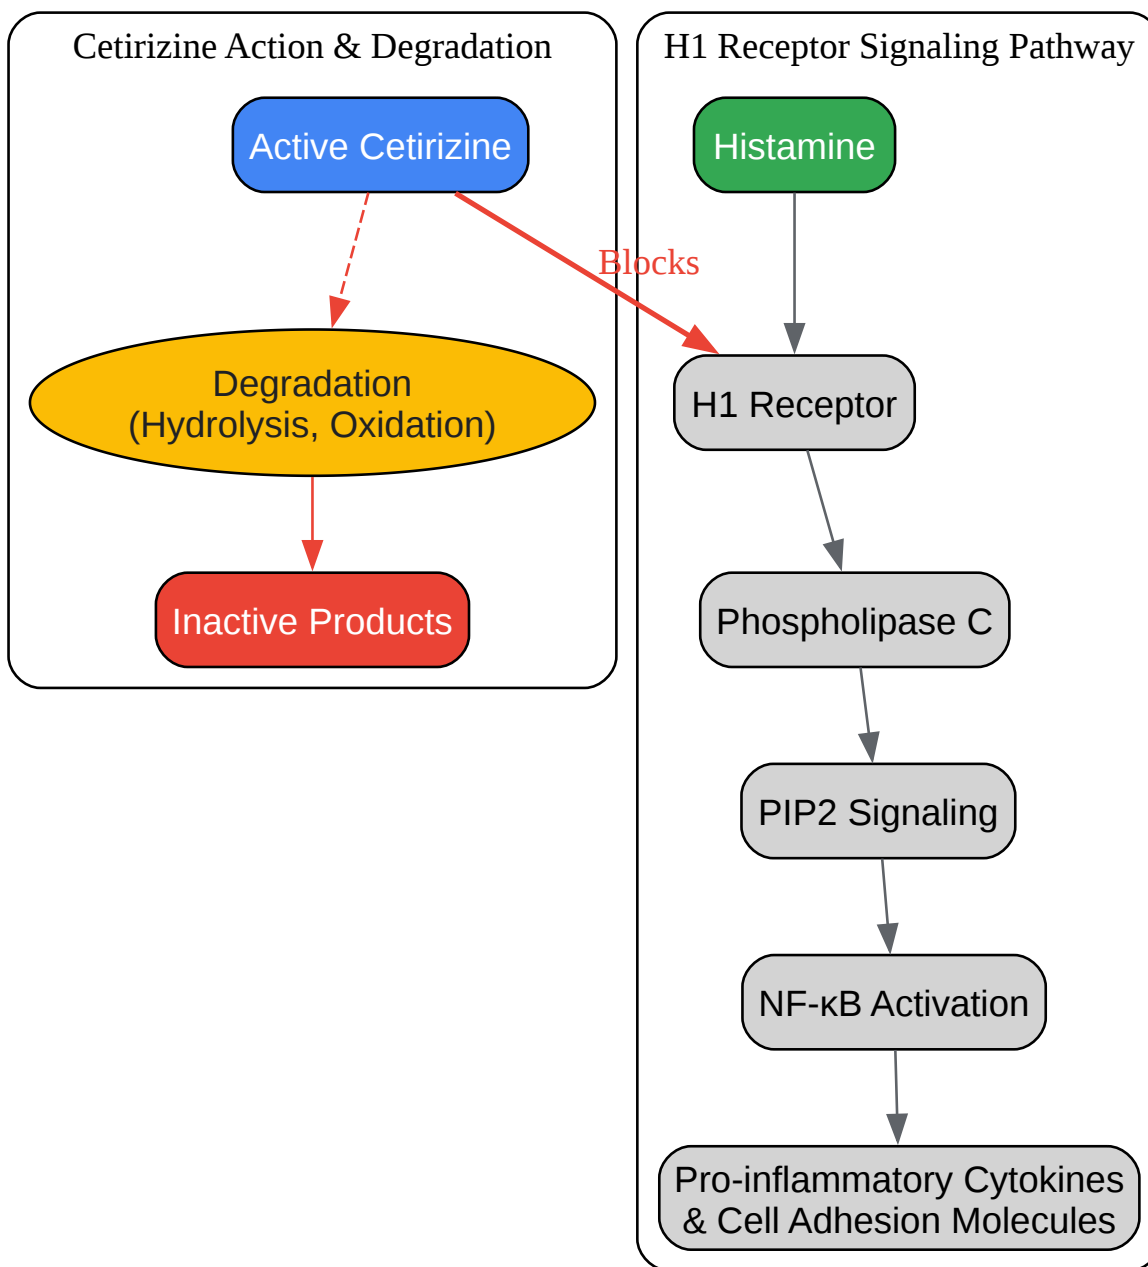 Cetirizine Action & Degradation
Active Cetirizine
Degradation
(Hydrolysis, Oxidation)
Inactive Products
Blocks
H1 Receptor Signaling Pathway
Histamine
H1 Receptor
Phospholipase C
PIP2 Signaling
NF-κB Activation
Pro-inflammatory Cytokines
& Cell Adhesion Molecules